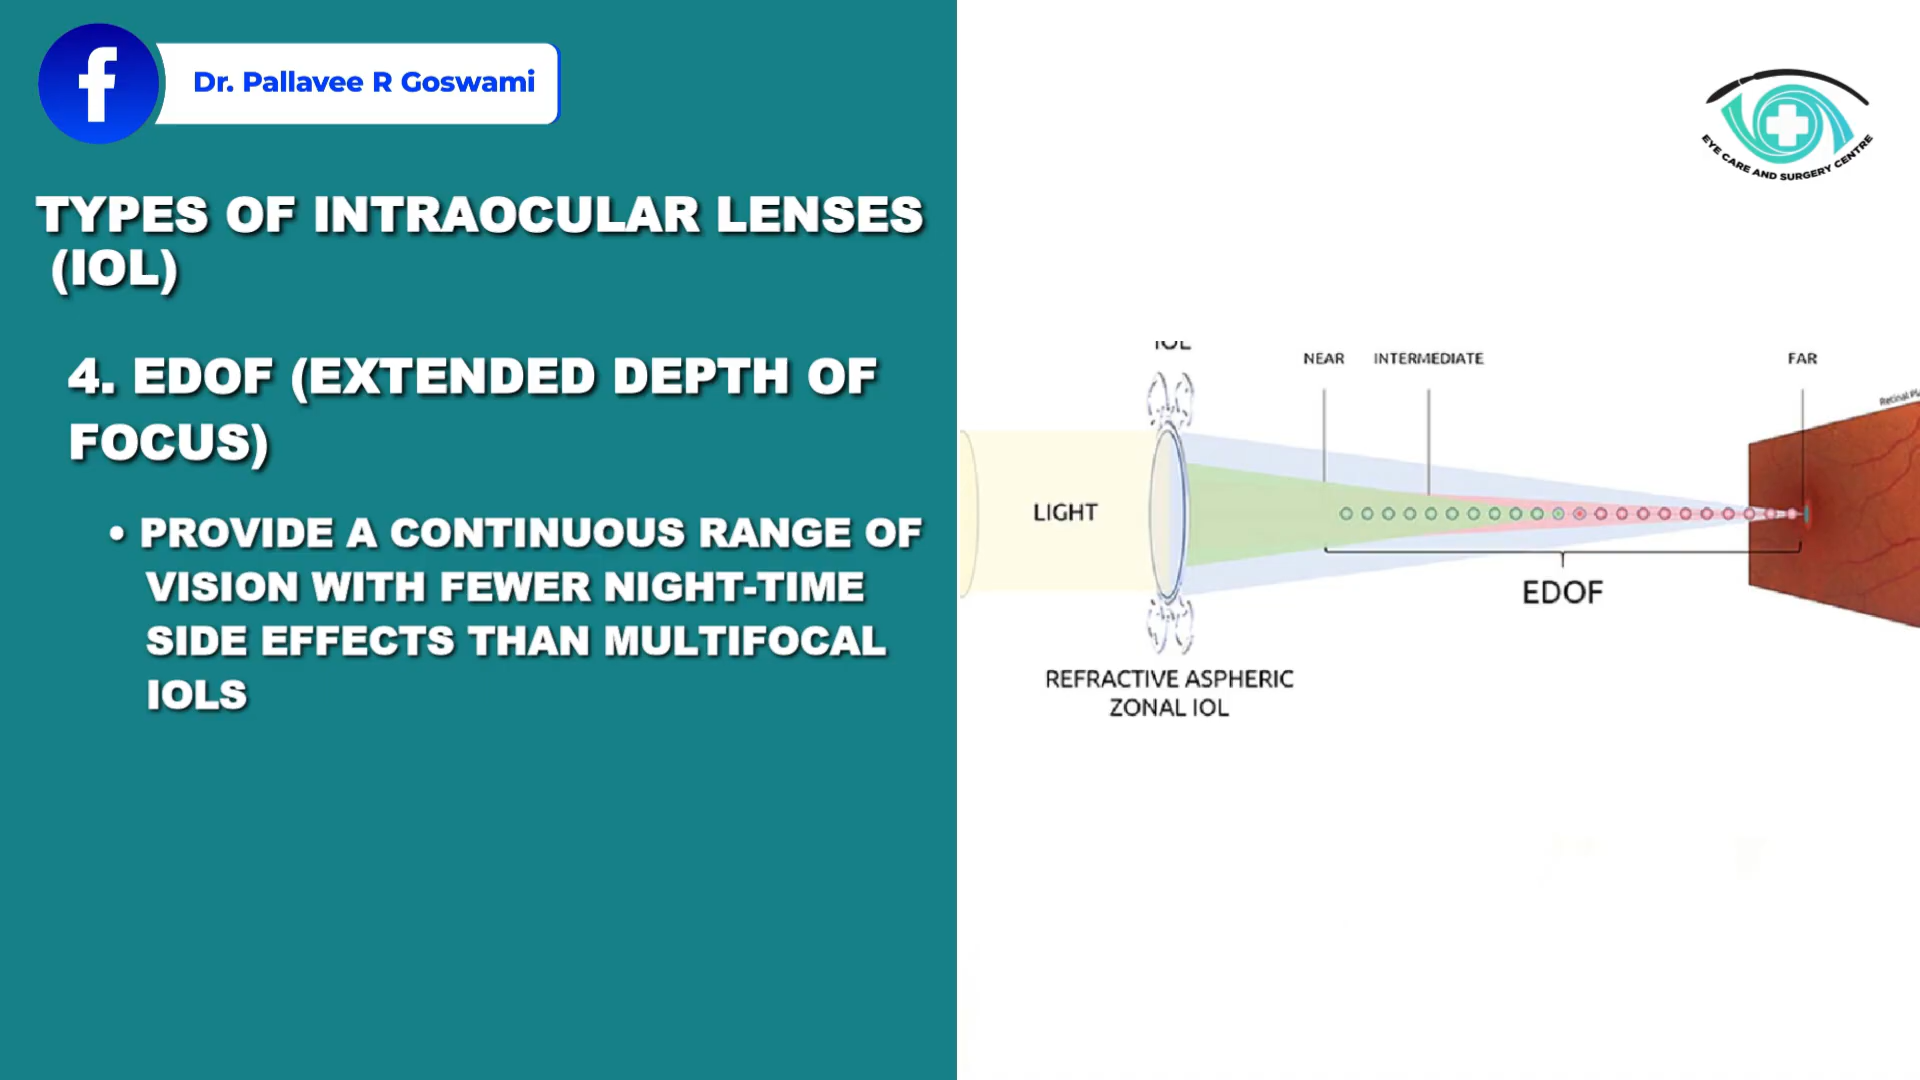 f
Dr. Pallavee R Goswami
EYE CARE AND SURGERY CENTRE
TYPES OF INTRAOCULAR LENSES
(IOL)
4. EDOF (EXTENDED DEPTH OF
FOCUS)
• PROVIDE A CONTINUOUS RANGE OF
VISION WITH FEWER NIGHT-TIME
SIDE EFFECTS THAN MULTIFOCAL
IOLS
IOL
NEAR INTERMEDIATE FAR
Retinal
LIGHT
EDOF
REFRACTIVE ASPHERIC
ZONAL IOL